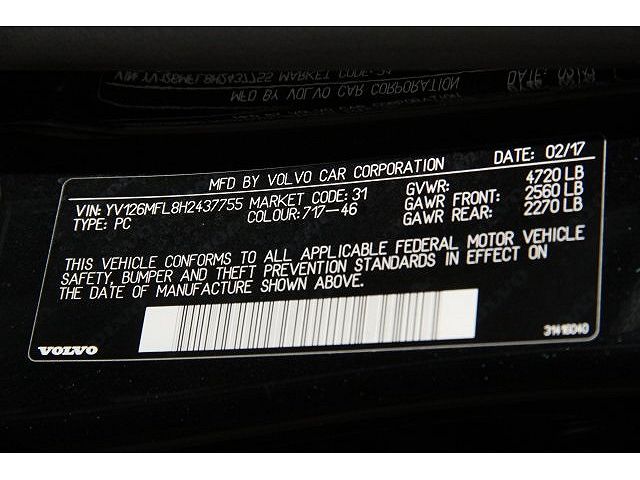 MFD BY VOLVO CAR CORPORATION DATE: 02/17
VIN: YV126MFL8H2437755 MARKET CODE: 31 GVWR: 4720 LB
TYPE: PC COLOUR: 717-46 GAWR FRONT: 2560 LB
GAWR REAR: 2270 LB
THIS VEHICLE CONFORMS TO ALL APPLICABLE FEDERAL MOTOR VEHICLE
SAFETY, BUMPER AND THEFT PREVENTION STANDARDS IN EFFECT ON
THE DATE OF MANUFACTURE SHOWN ABOVE.
VOLVO 31416040